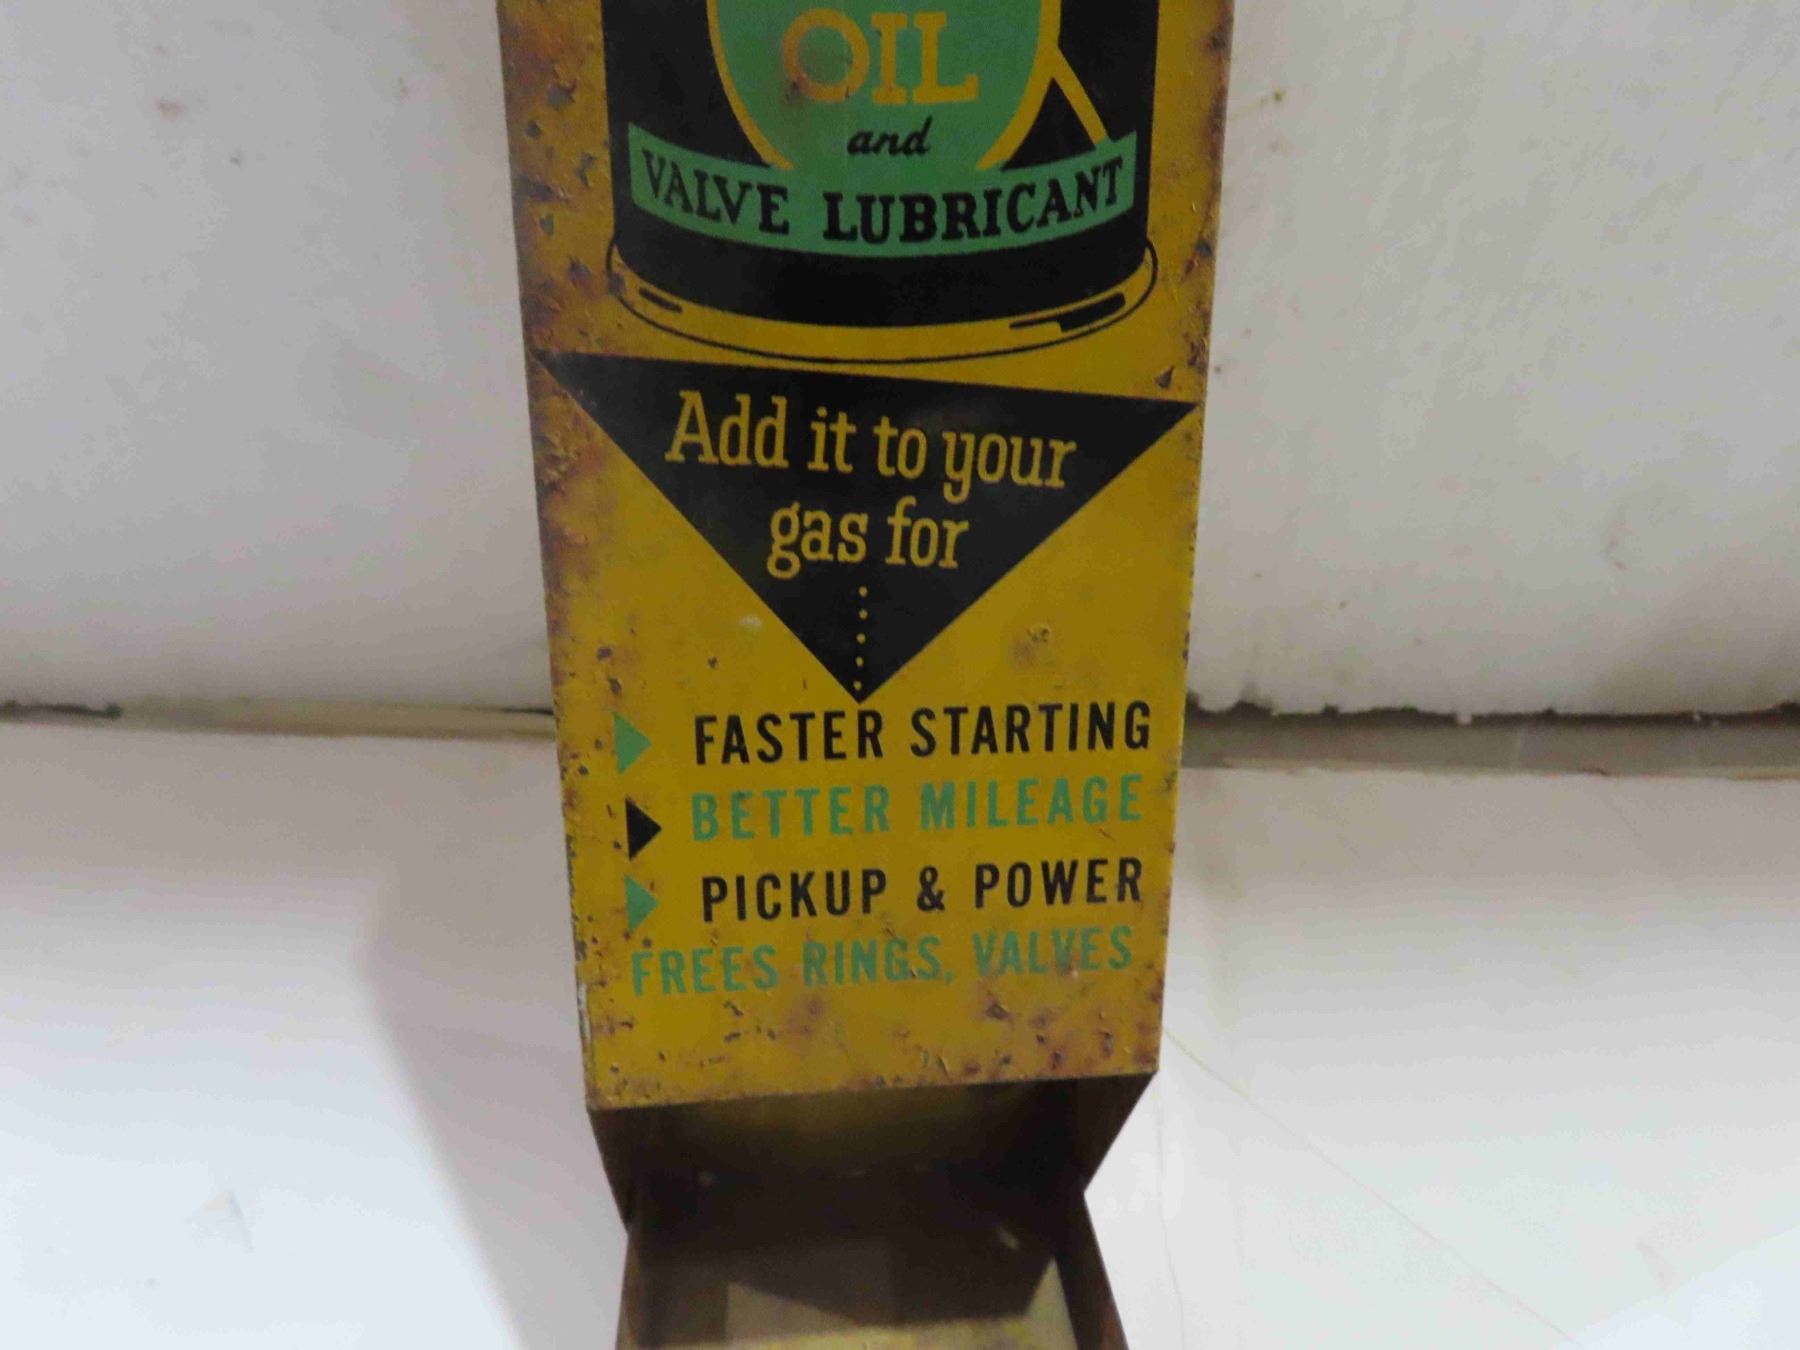 OIL
and
VALVE LUBRICANT
Add it to your
gas for
FASTER STARTING
BETTER MILEAGE
PICKUP & POWER
FREES RINGS, VALVES